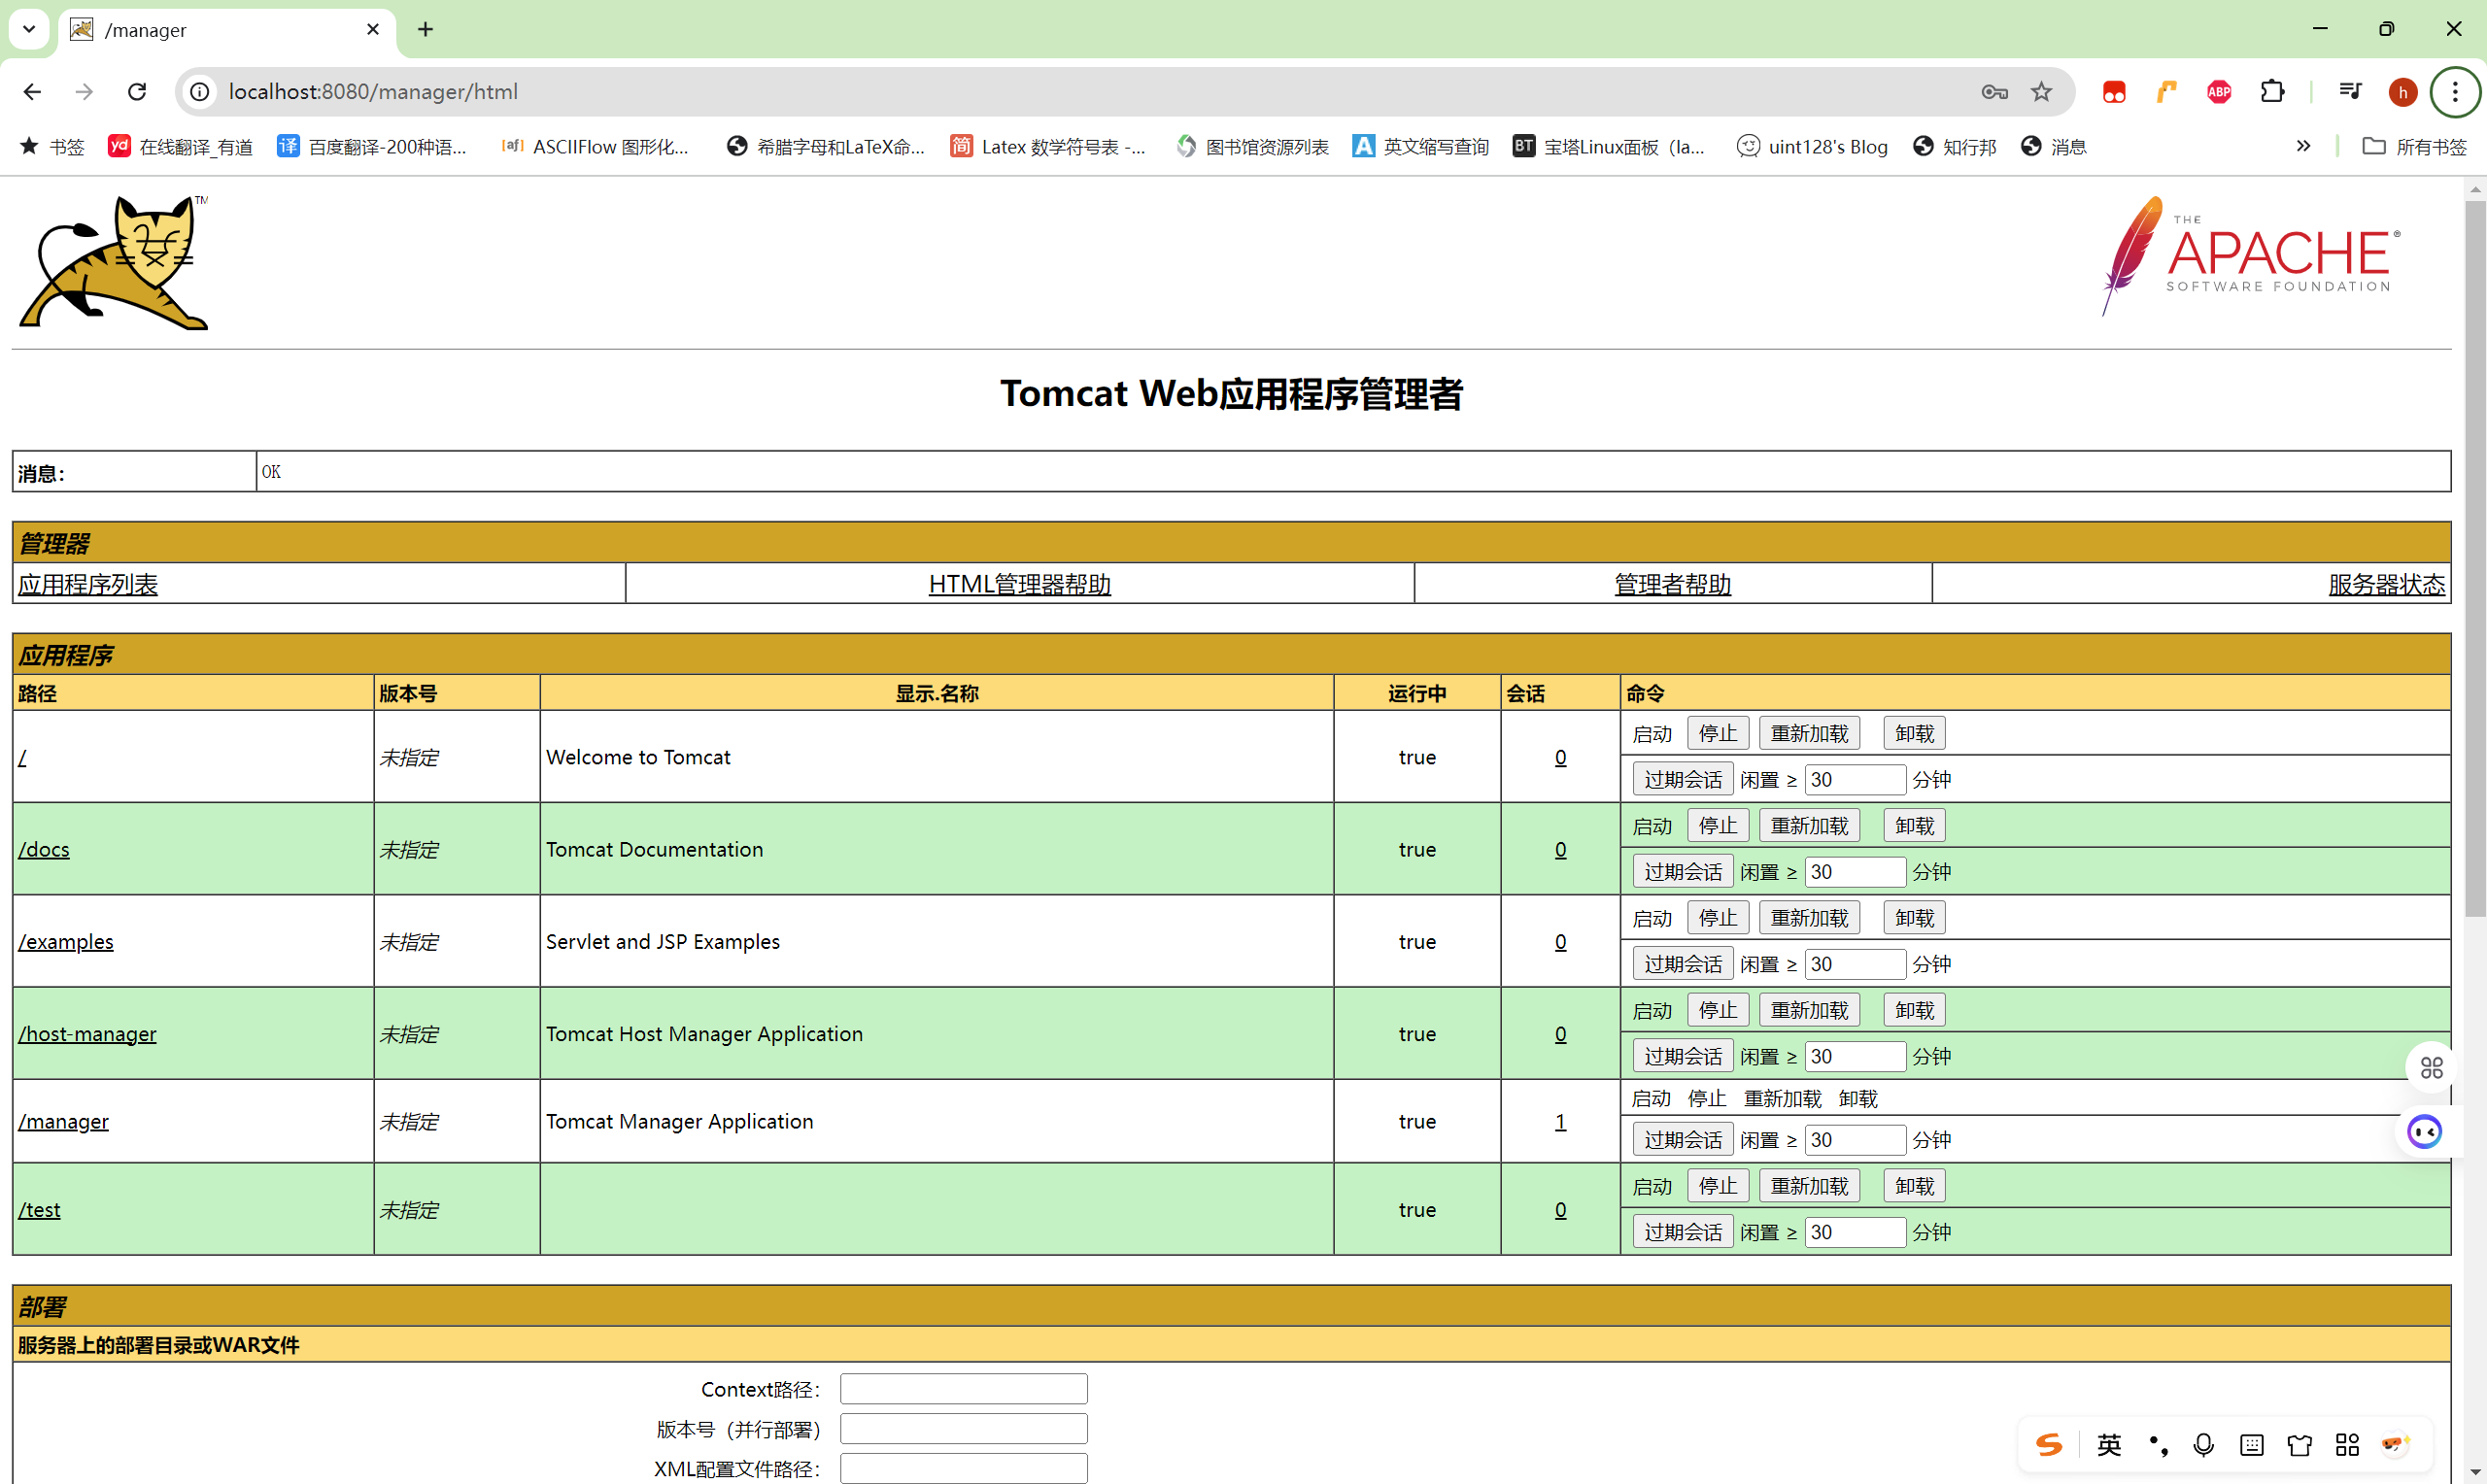 /manager
localhost:8080/manager/html
ABP
h
书签 yd 在线翻译_有道 译 百度翻译-200种语... [af] ASCIIFlow 图形化... 希腊字母和LaTeX命... 简 Latex 数学符号表 -... 图书馆资源列表 A 英文缩写查询 BT 宝塔Linux面板（la... uint128's Blog 知行邦 消息 » 所有书签
TM
THE
APACHE®
SOFTWARE FOUNDATION
Tomcat Web应用程序管理者
消息： OK
管理器
应用程序列表 HTML管理器帮助 管理者帮助 服务器状态
应用程序
路径 版本号 显示.名称 运行中 会话 命令
/ 未指定 Welcome to Tomcat true 0 启动 停止 重新加载 卸载
过期会话 闲置 ≥ 30 分钟
/docs 未指定 Tomcat Documentation true 0 启动 停止 重新加载 卸载
过期会话 闲置 ≥ 30 分钟
/examples 未指定 Servlet and JSP Examples true 0 启动 停止 重新加载 卸载
过期会话 闲置 ≥ 30 分钟
/host-manager 未指定 Tomcat Host Manager Application true 0 启动 停止 重新加载 卸载
过期会话 闲置 ≥ 30 分钟
/manager 未指定 Tomcat Manager Application true 1 启动 停止 重新加载 卸载
过期会话 闲置 ≥ 30 分钟
/test 未指定 true 0 启动 停止 重新加载 卸载
过期会话 闲置 ≥ 30 分钟
部署
服务器上的部署目录或WAR文件
Context路径：
版本号（并行部署）
XML配置文件路径：
S 英